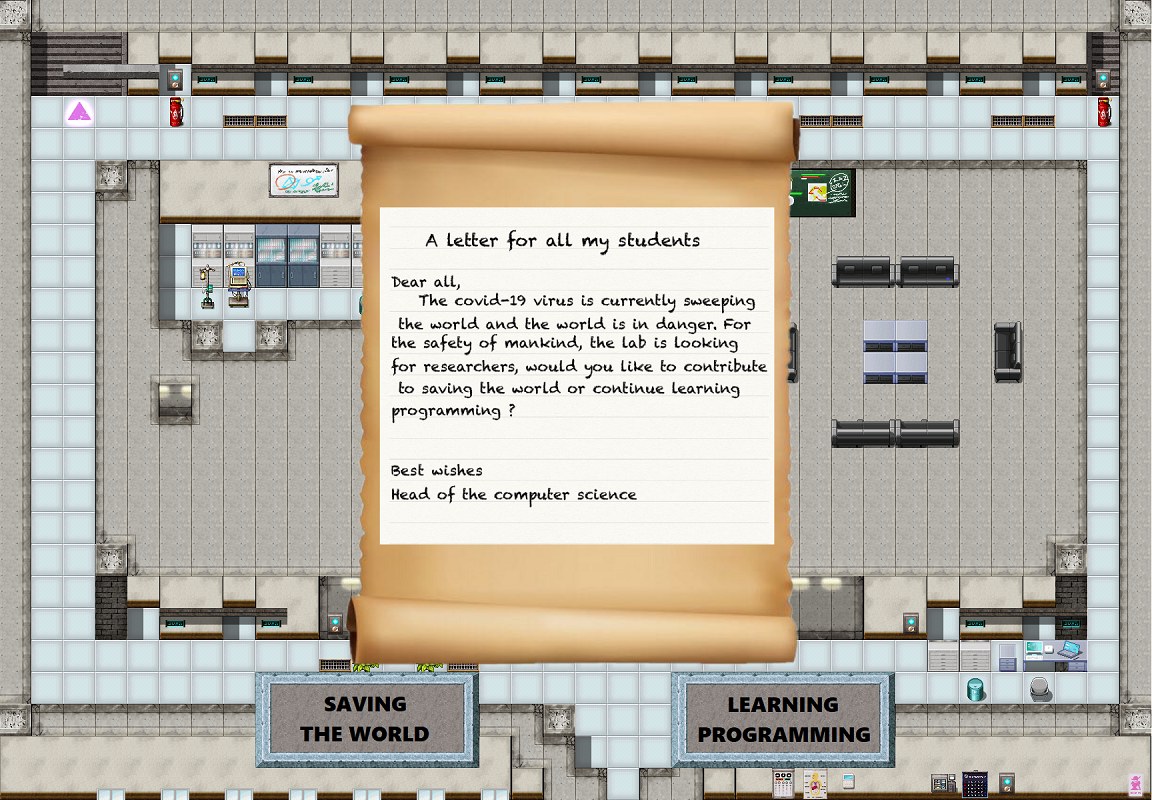 A letter for all my students
Dear all,
The covid-19 virus is currently sweeping
the world and the world is in danger. For
the safety of mankind, the lab is looking
for researchers, would you like to contribute
to saving the world or continue learning
programming ?
Best wishes
Head of the computer science
SAVING
THE WORLD
LEARNING
PROGRAMMING